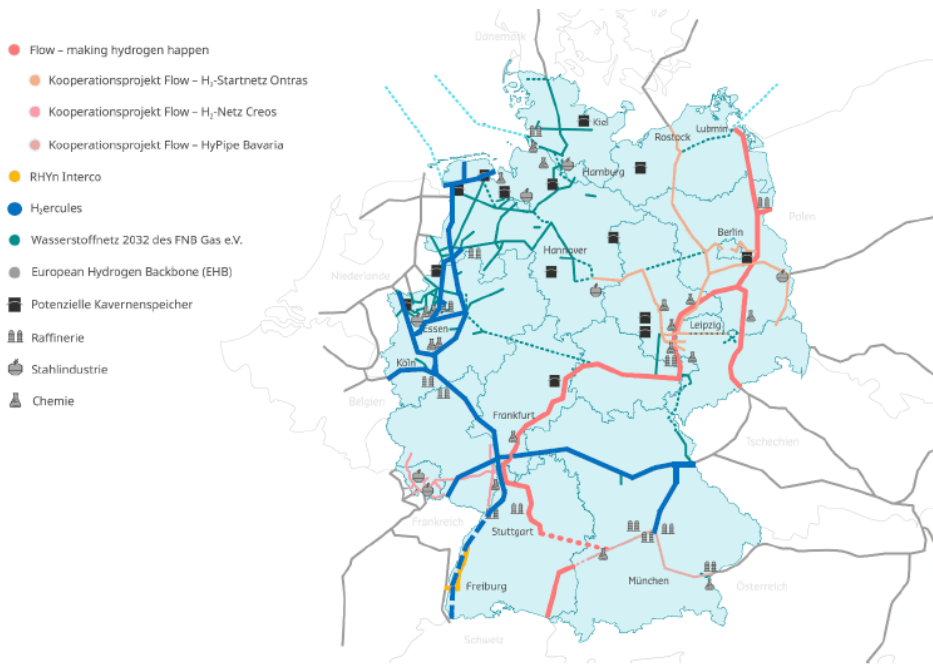 Flow – making hydrogen happen
Kooperationsprojekt Flow – H₂-Startnetz Ontras
Kooperationsprojekt Flow – H₂-Netz Creos
Kooperationsprojekt Flow – HyPipe Bavaria
RHYn Interco
H₂ercules
Wasserstoffnetz 2032 des FNB Gas e.V.
European Hydrogen Backbone (EHB)
Potenzielle Kavernenspeicher
Raffinerie
Stahlindustrie
Chemie
Dänemark
Kiel
Lubmin
Rostock
Hamburg
Polen
Berlin
Hannover
Niederlande
Essen
Leipzig
Köln
Belgien
Frankfurt
Tschechien
Frankreich
Stuttgart
Freiburg
München
Österreich
Schweiz